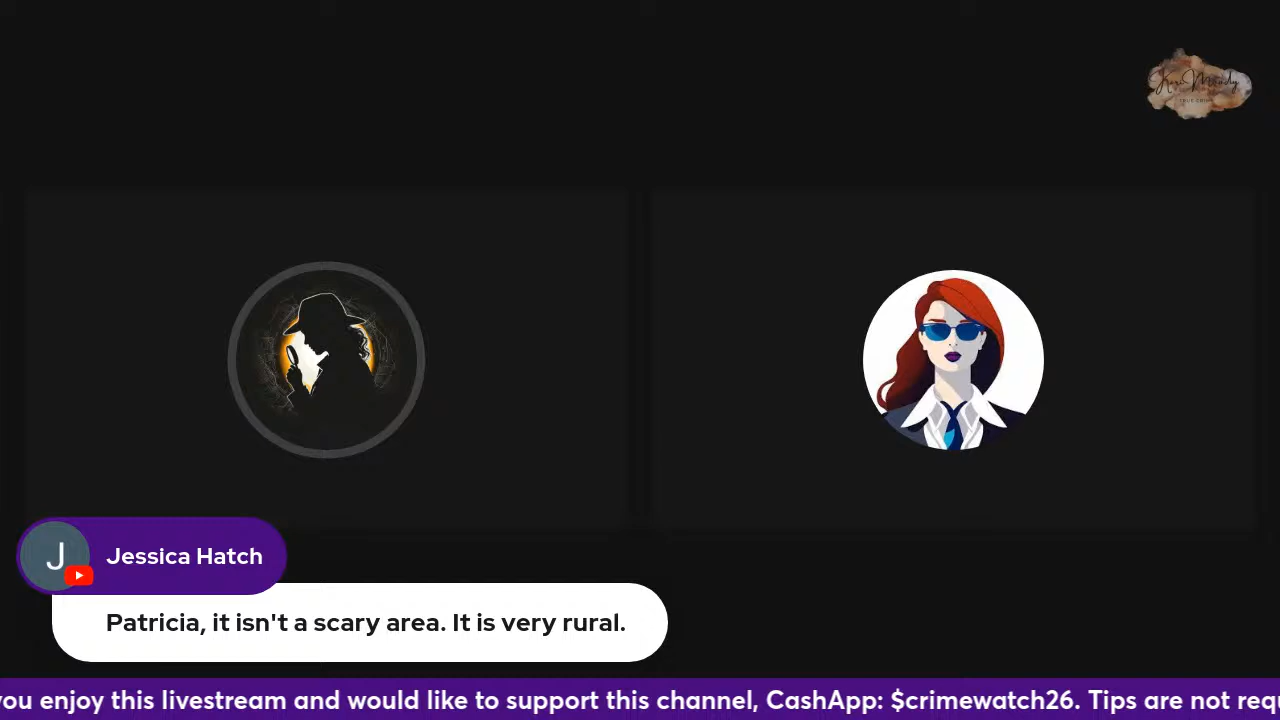 J
Jessica Hatch
Patricia, it isn't a scary area. It is very rural.
you enjoy this livestream and would like to support this channel, CashApp: $crimewatch26. Tips are not requ